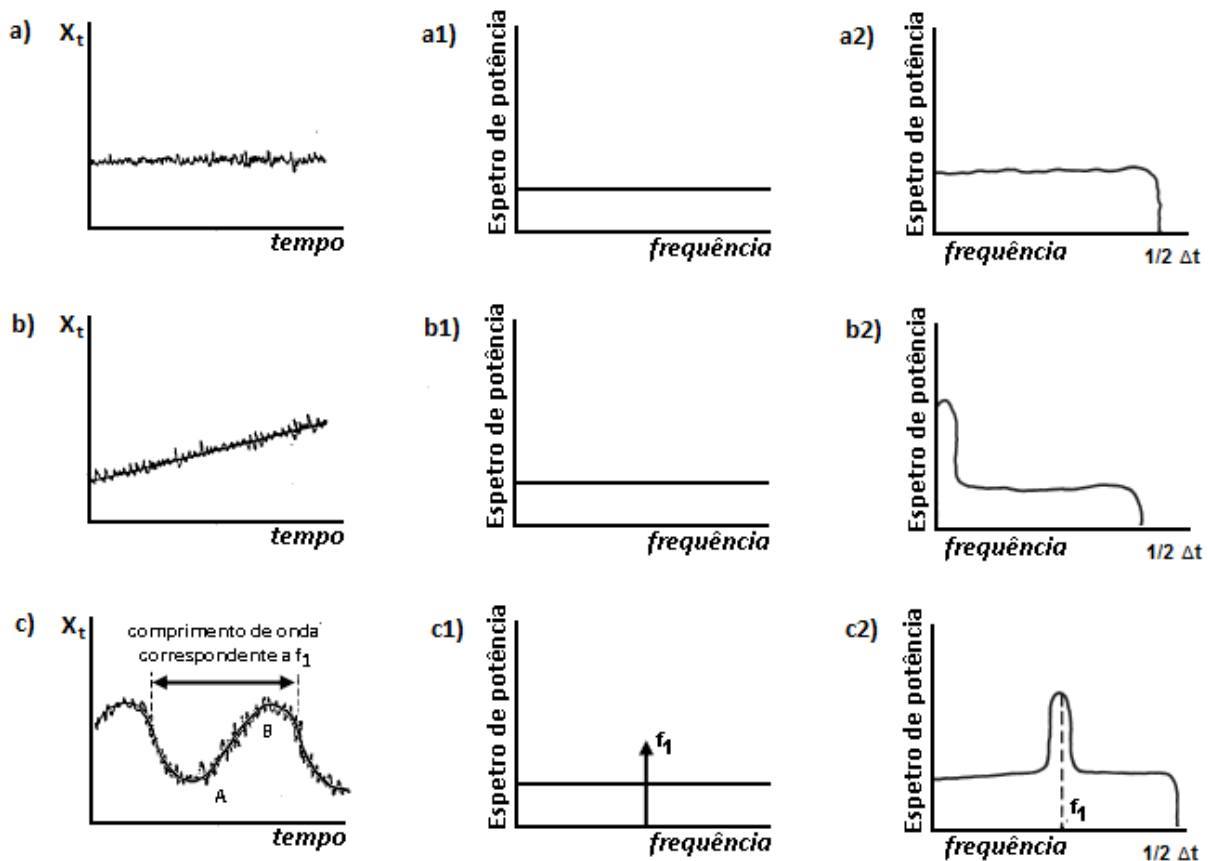 a)
Xt
tempo
a1)
Espetro de potência
frequência
a2)
Espetro de potência
frequência
1/2 Δt
b)
Xt
tempo
b1)
Espetro de potência
frequência
b2)
Espetro de potência
frequência
1/2 Δt
c)
Xt
comprimento de onda
correspondente a f1
A
B
tempo
c1)
Espetro de potência
f1
frequência
c2)
Espetro de potência
f1
frequência
1/2 Δt